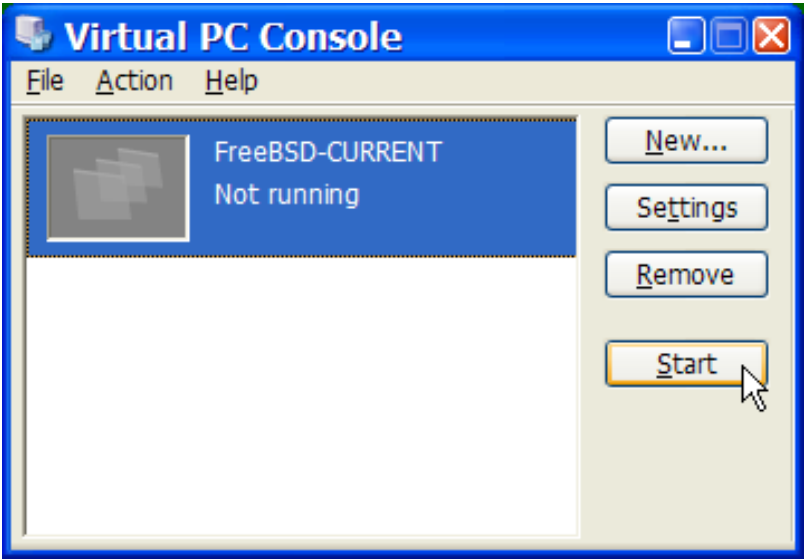 Virtual PC Console
File Action Help
FreeBSD-CURRENT
Not running
New...
Settings
Remove
Start